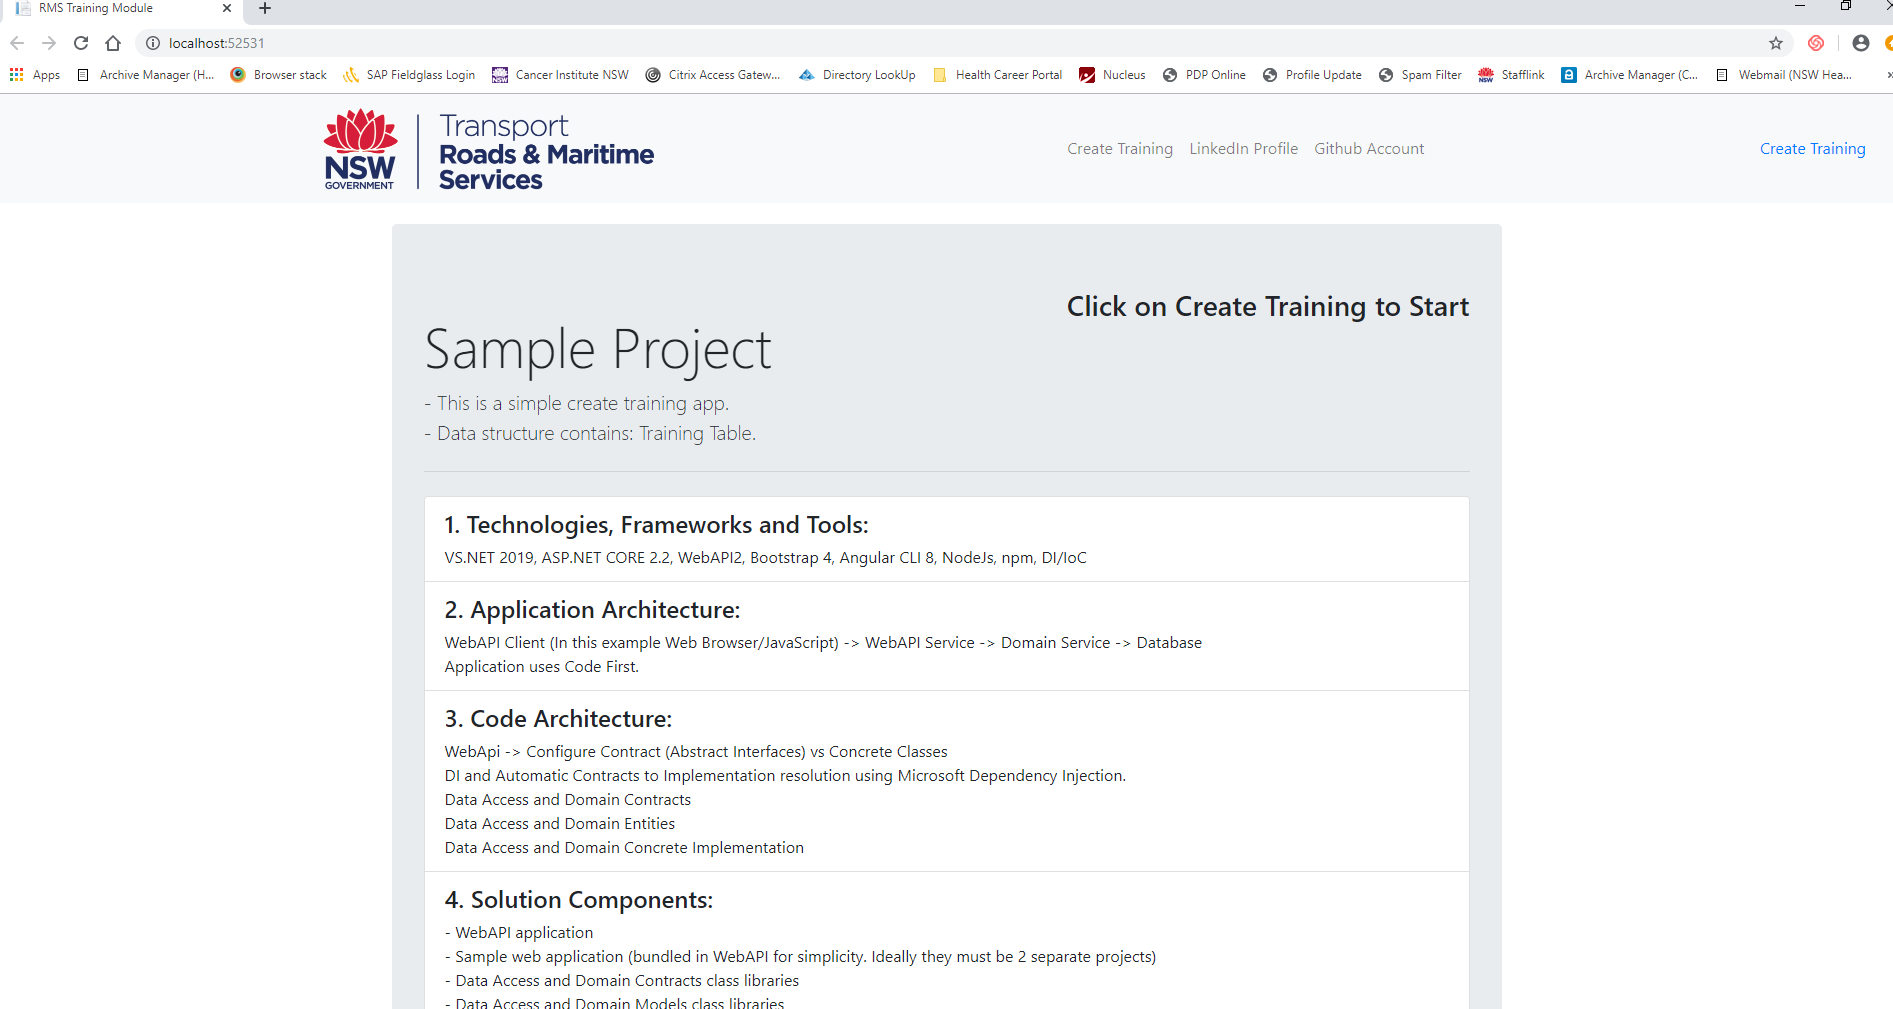 RMS Training Module
localhost:52531
Apps Archive Manager (H... Browser stack SAP Fieldglass Login Cancer Institute NSW Citrix Access Gatew... Directory LookUp Health Career Portal Nucleus PDP Online Profile Update Spam Filter Stafflink Archive Manager (C... Webmail (NSW Hea...
NSW
GOVERNMENT
Transport
Roads & Maritime
Services
Create Training LinkedIn Profile Github Account Create Training
Click on Create Training to Start
Sample Project
- This is a simple create training app.
- Data structure contains: Training Table.
1. Technologies, Frameworks and Tools:
VS.NET 2019, ASP.NET CORE 2.2, WebAPI2, Bootstrap 4, Angular CLI 8, NodeJs, npm, DI/IoC
2. Application Architecture:
WebAPI Client (In this example Web Browser/JavaScript) -> WebAPI Service -> Domain Service -> Database
Application uses Code First.
3. Code Architecture:
WebApi -> Configure Contract (Abstract Interfaces) vs Concrete Classes
DI and Automatic Contracts to Implementation resolution using Microsoft Dependency Injection.
Data Access and Domain Contracts
Data Access and Domain Entities
Data Access and Domain Concrete Implementation
4. Solution Components:
- WebAPI application
- Sample web application (bundled in WebAPI for simplicity. Ideally they must be 2 separate projects)
- Data Access and Domain Contracts class libraries
- Data Access and Domain Models class libraries